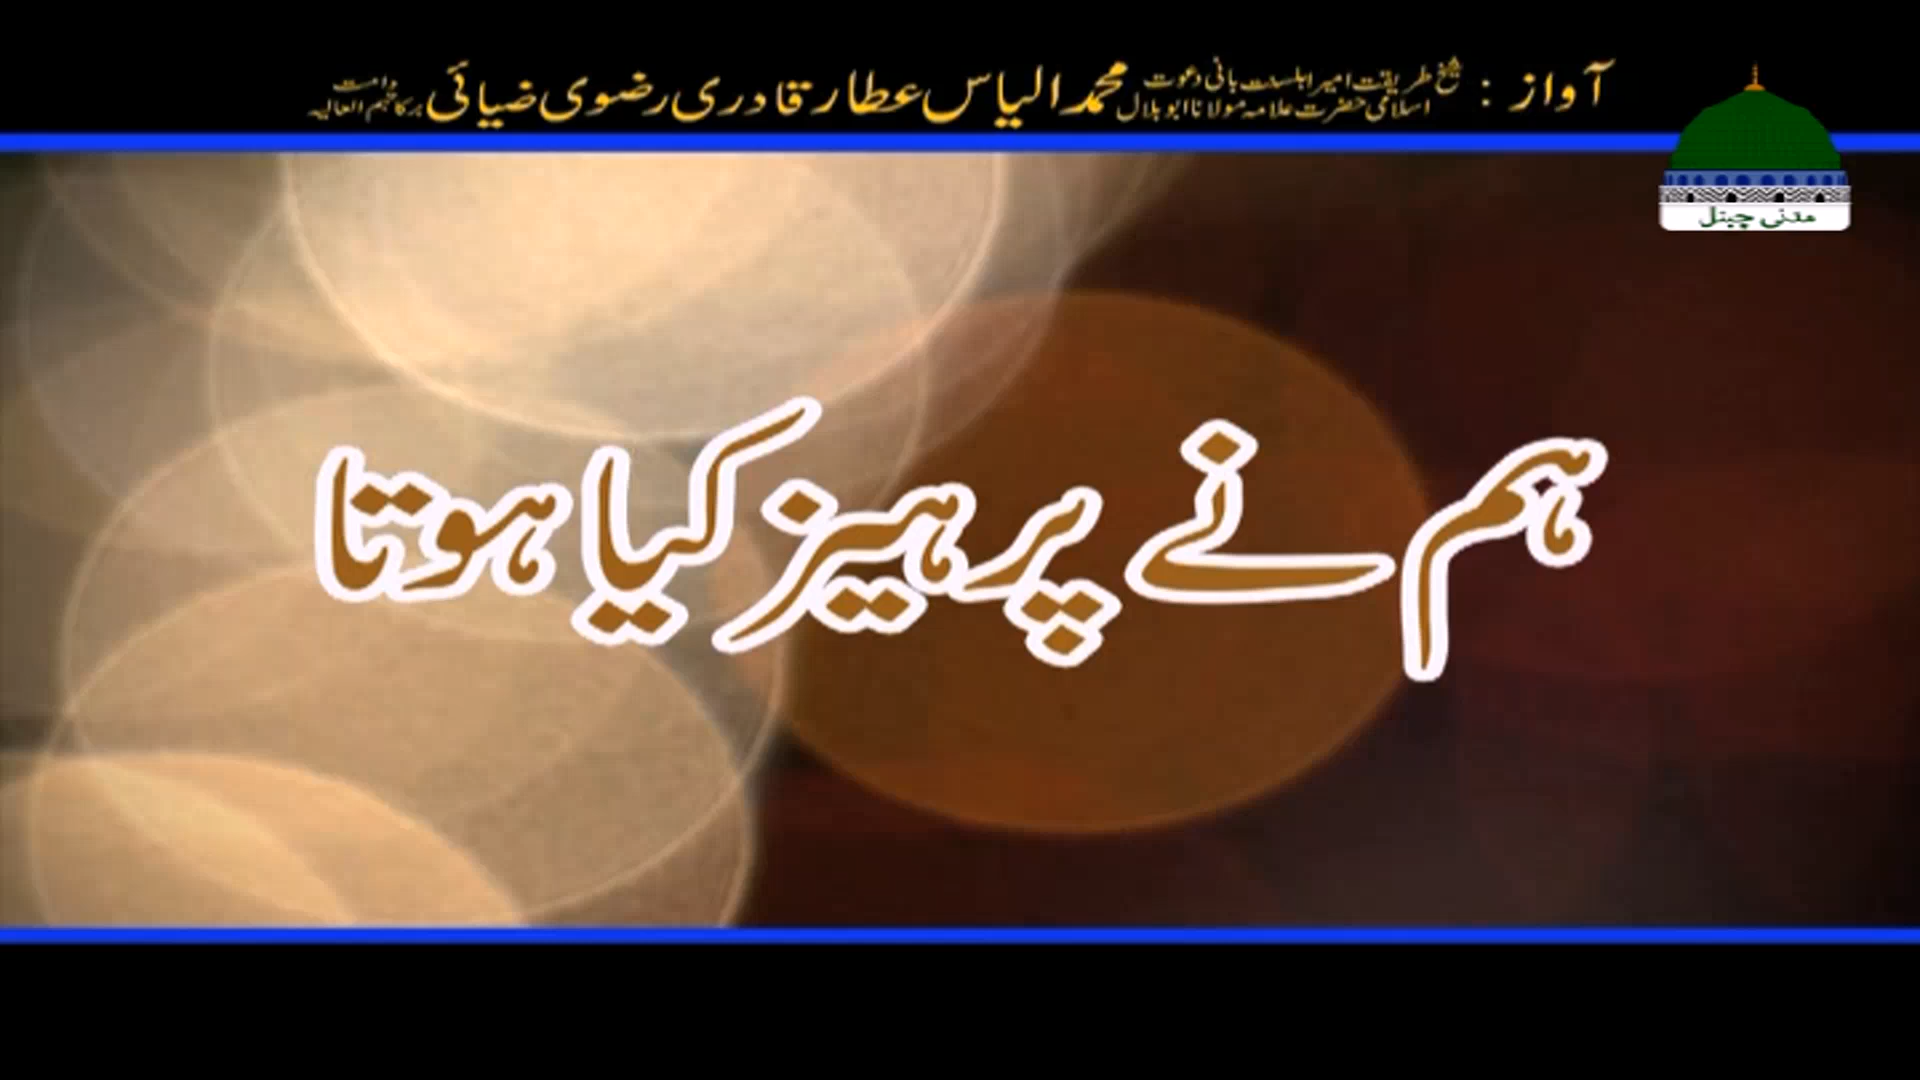 آواز : شیخ طریقت امیر اہلسنت بانی دعوت اسلامی حضرت علامہ مولانا ابو بلال محمد الیاس عطار قادری رضوی ضیائی دامت برکاتہم العالیہ
مدنی چینل
ہم نے پرہیز کیا ہوتا